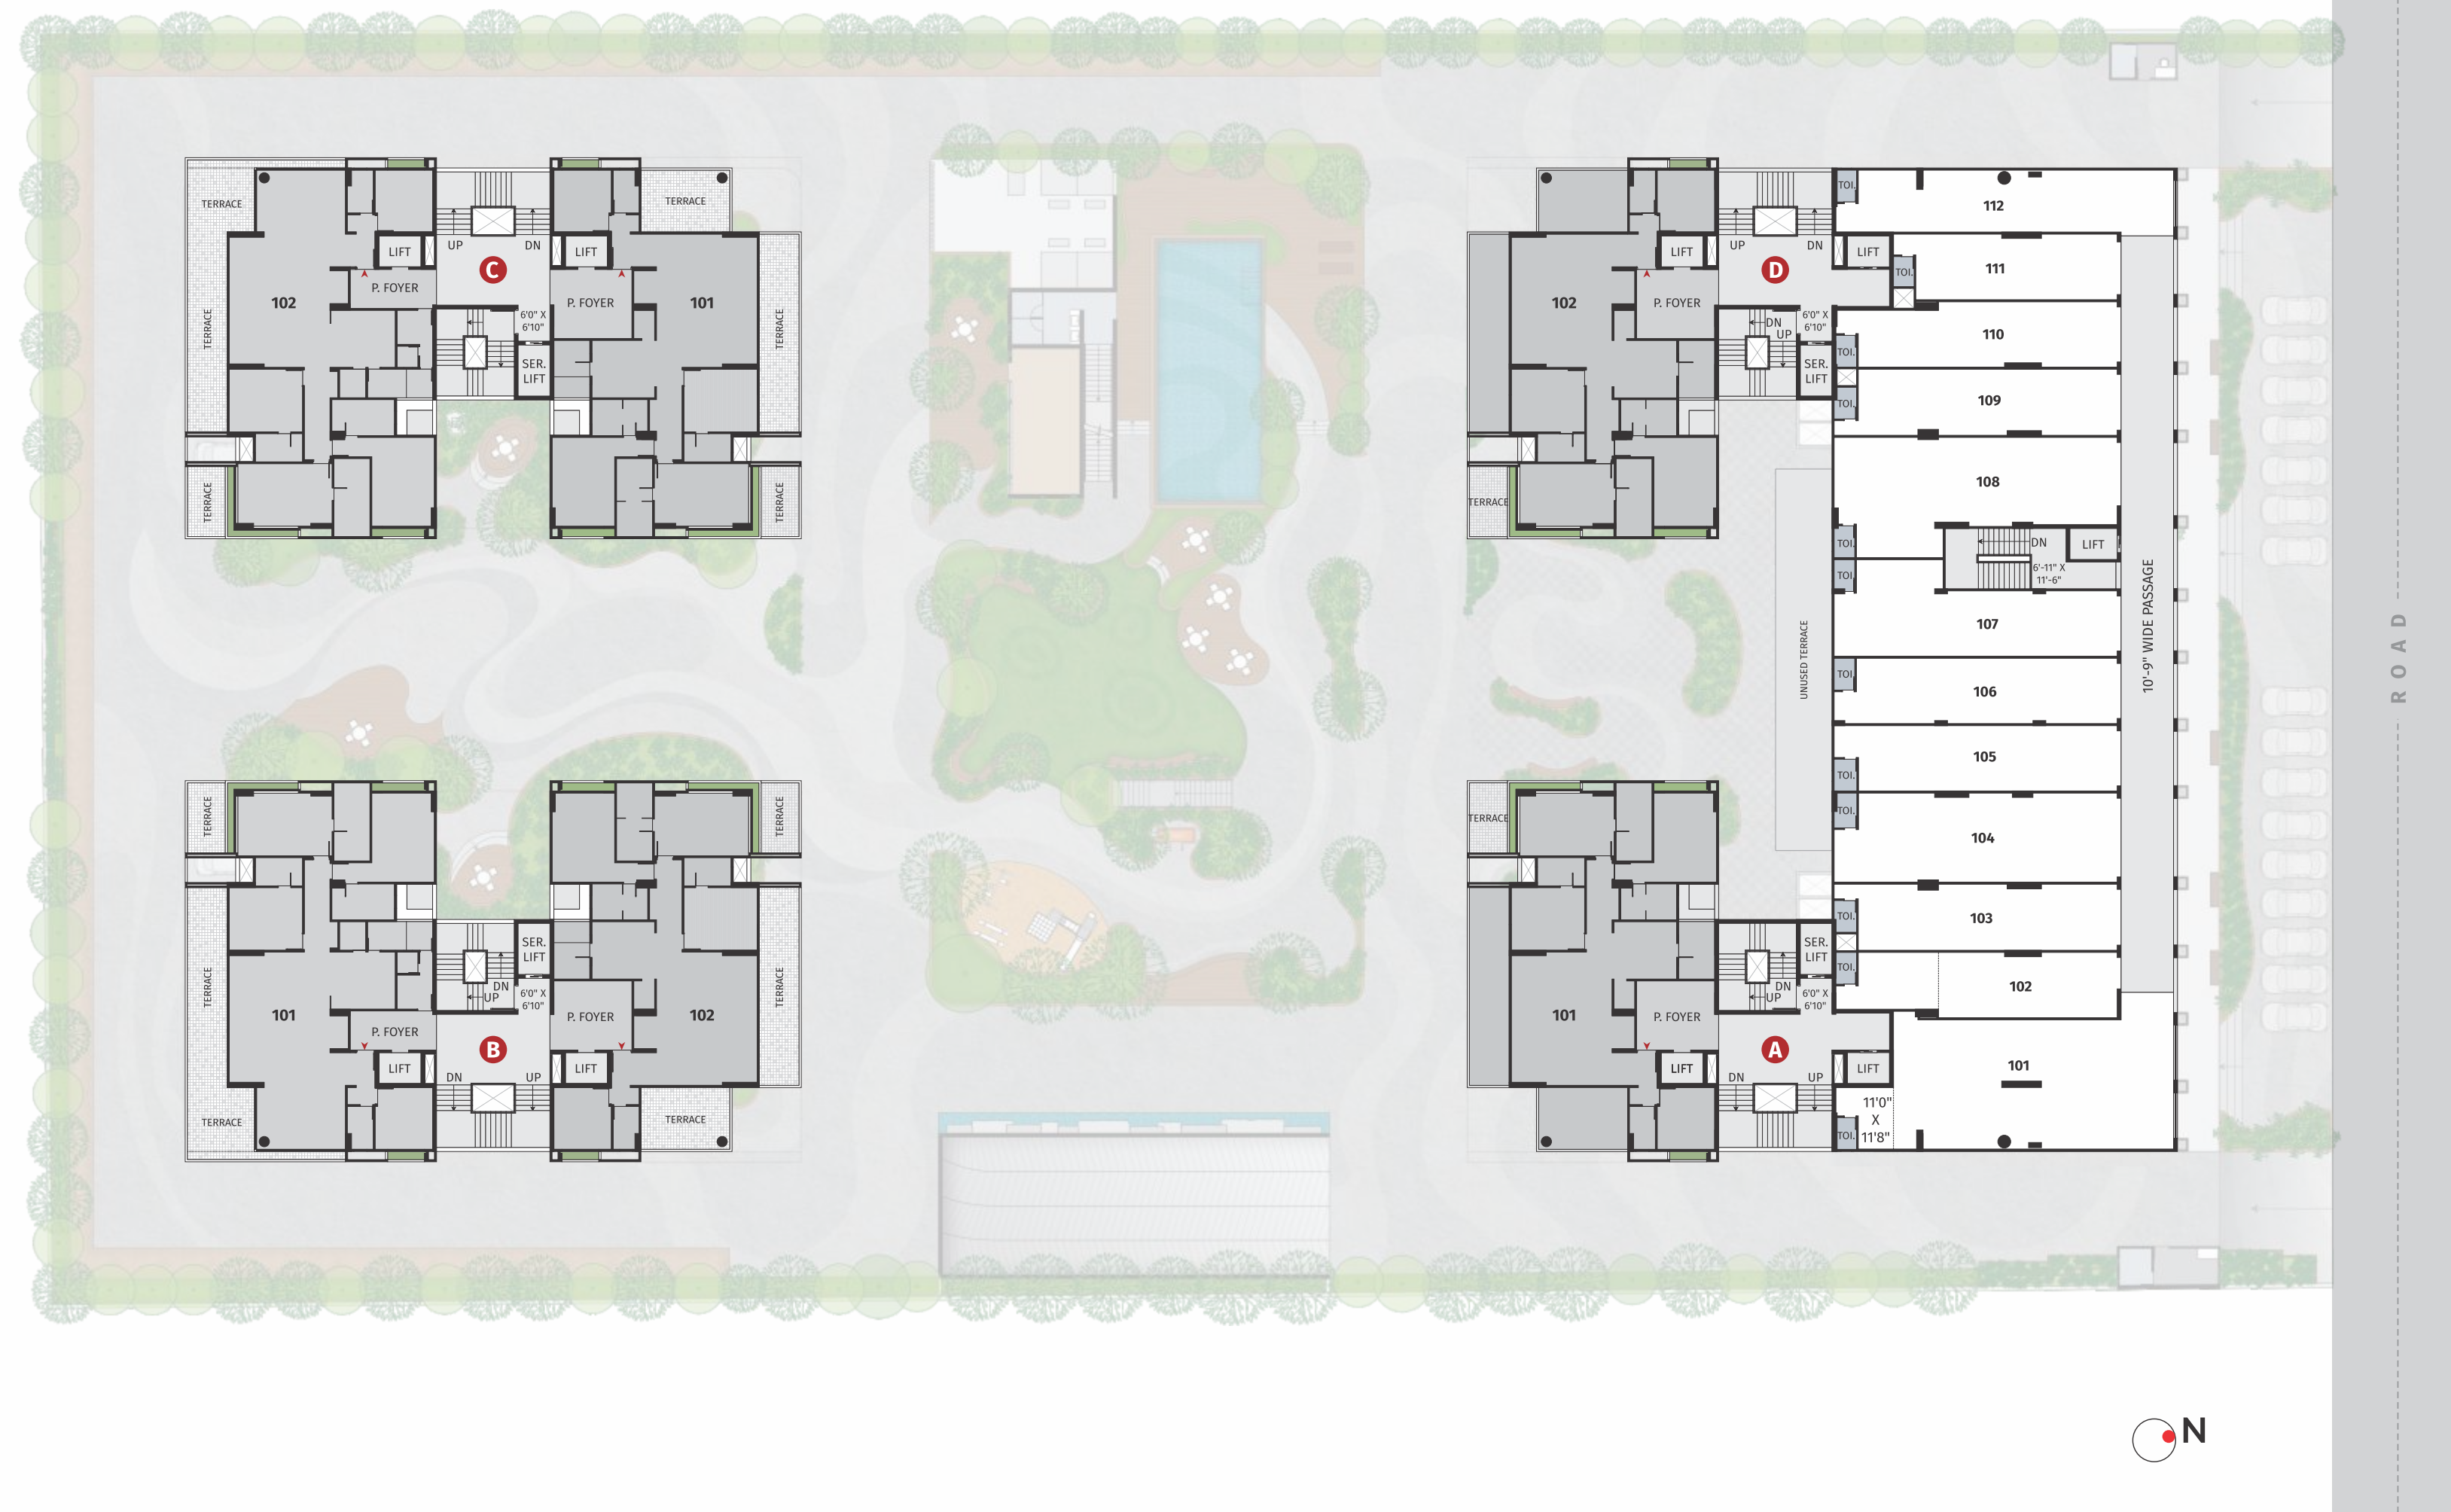 TERRACE
TERRACE
TERRACE
102
LIFT
P. FOYER
UP
DN
C
6'0" X
6'10"
SER.
LIFT
LIFT
P. FOYER
101
TERRACE
TERRACE
TERRACE
102
LIFT
P. FOYER
TERRACE
UP
DN
D
DN
UP
6'0" X
6'10"
SER.
LIFT
LIFT
TOI.
112
TOI.
111
110
TOI.
109
TOI.
108
TOI.
DN
LIFT
6'-11" X
11'-6"
TOI.
107
TOI.
106
105
TOI.
TOI.
104
TOI.
103
TOI.
102
101
11'0"
X
11'8"
TOI.
UNUSED TERRACE
10'-9" WIDE PASSAGE
ROAD
TERRACE
TERRACE
TERRACE
101
P. FOYER
LIFT
SER.
LIFT
DN
UP
6'0" X
6'10"
B
DN
UP
P. FOYER
LIFT
102
TERRACE
TERRACE
TERRACE
TERRACE
101
P. FOYER
LIFT
SER.
LIFT
DN
UP
6'0" X
6'10"
A
DN
UP
LIFT
N